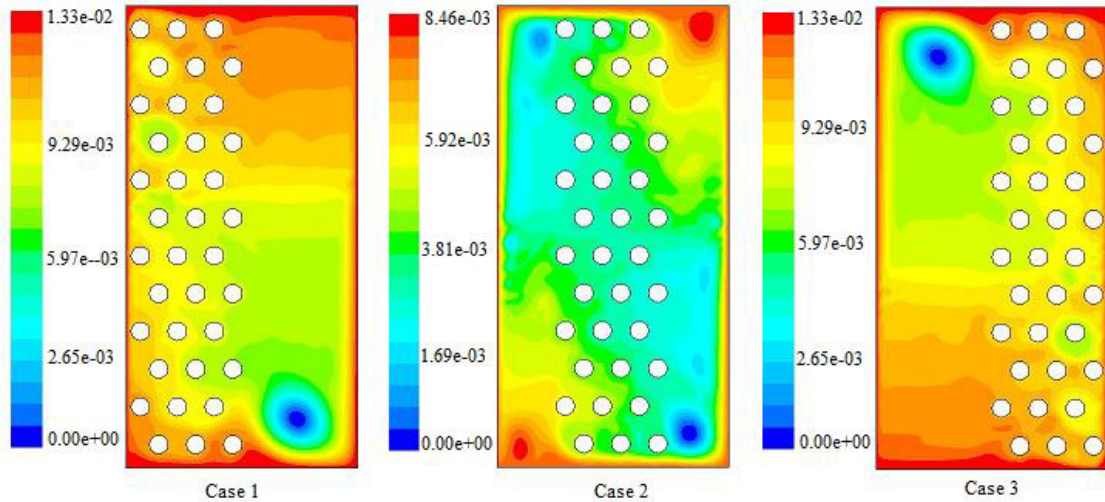 1.33e-02
9.29e-03
5.97e--03
2.65e-03
0.00e+00
Case 1
8.46e-03
5.92e-03
3.81e-03
1.69e-03
0.00e+00
Case 2
1.33e-02
9.29e-03
5.97e-03
2.65e-03
0.00e+00
Case 3